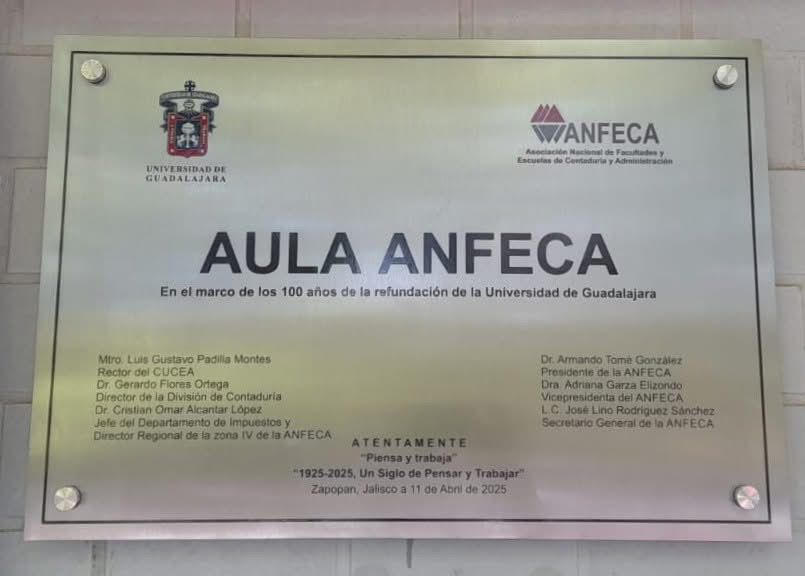 UNIVERSIDAD DE
GUADALAJARA
ANFECA
Asociación Nacional de Facultades y
Escuelas de Contaduría y Administración
AULA ANFECA
En el marco de los 100 años de la refundación de la Universidad de Guadalajara
Mtro. Luis Gustavo Padilla Montes
Rector del CUCEA
Dr. Gerardo Flores Ortega
Director de la División de Contaduría
Dr. Cristian Omar Alcantar López
Jefe del Departamento de Impuestos y
Director Regional de la zona IV de la ANFECA
Dr. Armando Tomé González
Presidente de la ANFECA
Dra. Adriana Garza Elizondo
Vicepresidenta del ANFECA
L.C. José Lino Rodríguez Sánchez
Secretario General de la ANFECA
ATENTAMENTE
"Piensa y trabaja"
"1925-2025, Un Siglo de Pensar y Trabajar"
Zapopan, Jalisco a 11 de Abril de 2025